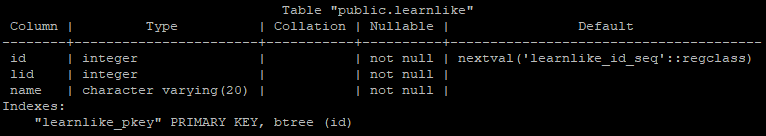 Table "public.learnlike"
Column | Type | Collation | Nullable | Default
--------+-----------------------+-----------+----------+---------------------------------------
id | integer | | not null | nextval('learnlike_id_seq'::regclass)
lid | integer | | not null |
name | character varying(20) | | not null |
Indexes:
"learnlike_pkey" PRIMARY KEY, btree (id)